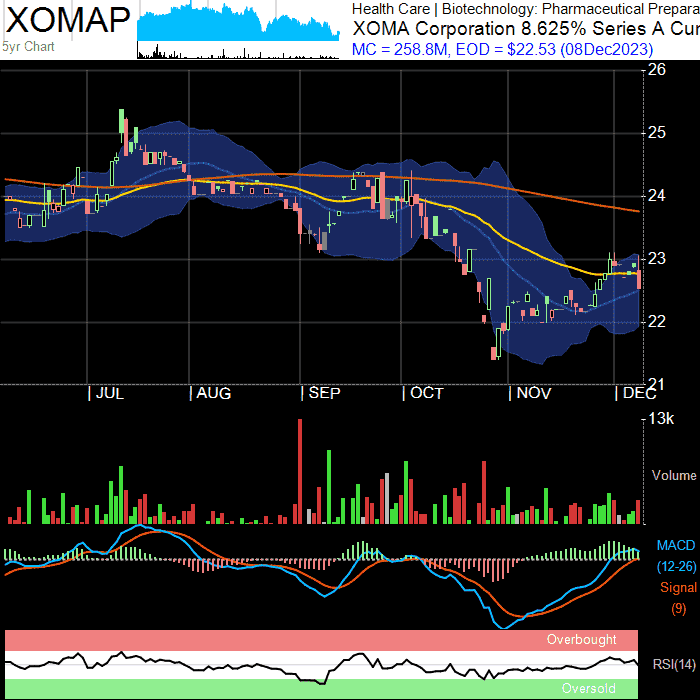 XOMAP
5yr Chart
Health Care | Biotechnology: Pharmaceutical Prepara
XOMA Corporation 8.625% Series A Cur
MC = 258.8M, EOD = $22.53 (08Dec2023)
26
25
24
23
22
21
| JUL | AUG | SEP | OCT | NOV | DEC
13k
Volume
MACD
(12-26)
Signal
(9)
Overbought
RSI(14)
Oversold